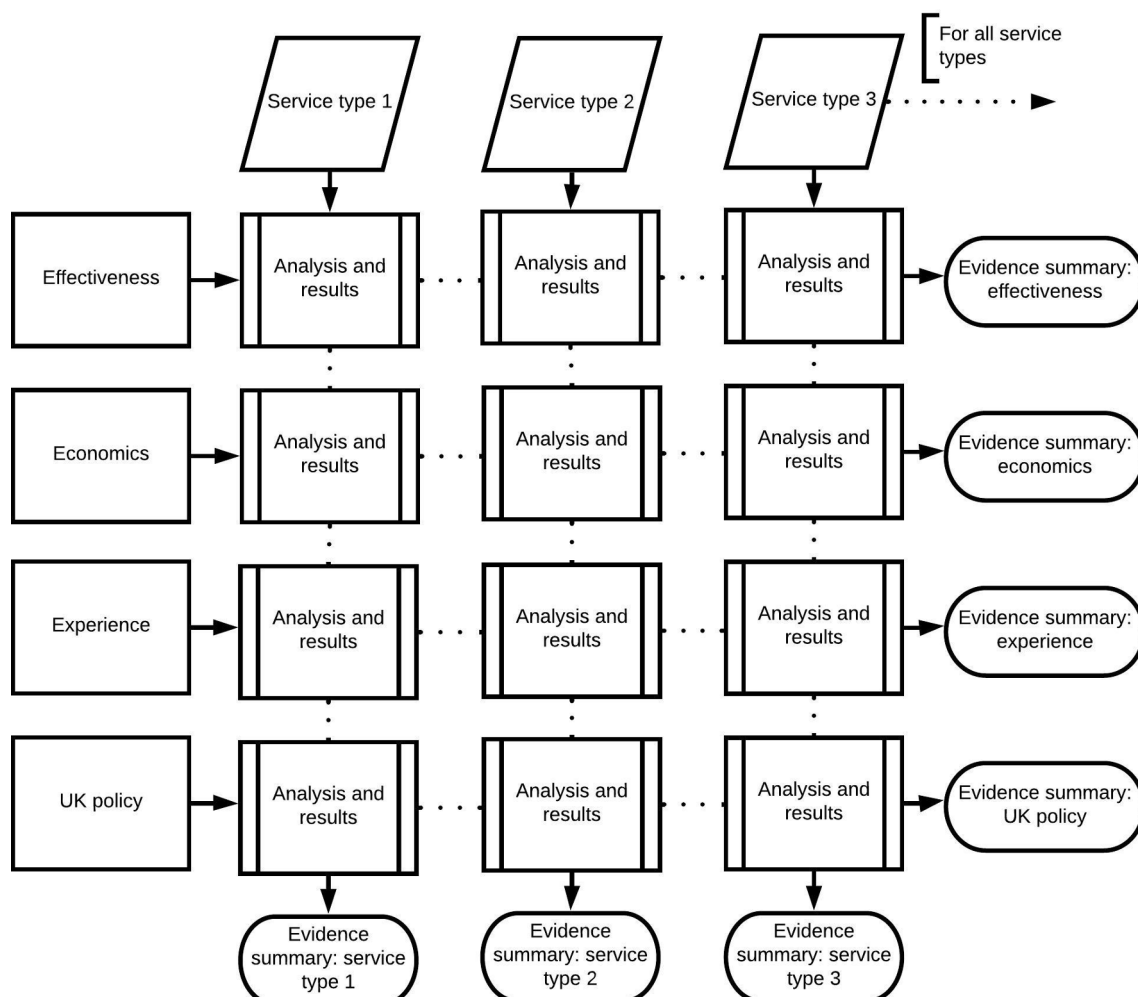 For all service
types
Service type 1
Service type 2
Service type 3
Effectiveness
Analysis and
results
Analysis and
results
Analysis and
results
Evidence summary:
effectiveness
Economics
Analysis and
results
Analysis and
results
Analysis and
results
Evidence summary:
economics
Experience
Analysis and
results
Analysis and
results
Analysis and
results
Evidence summary:
experience
UK policy
Analysis and
results
Analysis and
results
Analysis and
results
Evidence summary:
UK policy
Evidence
summary: service
type 1
Evidence
summary: service
type 2
Evidence
summary: service
type 3